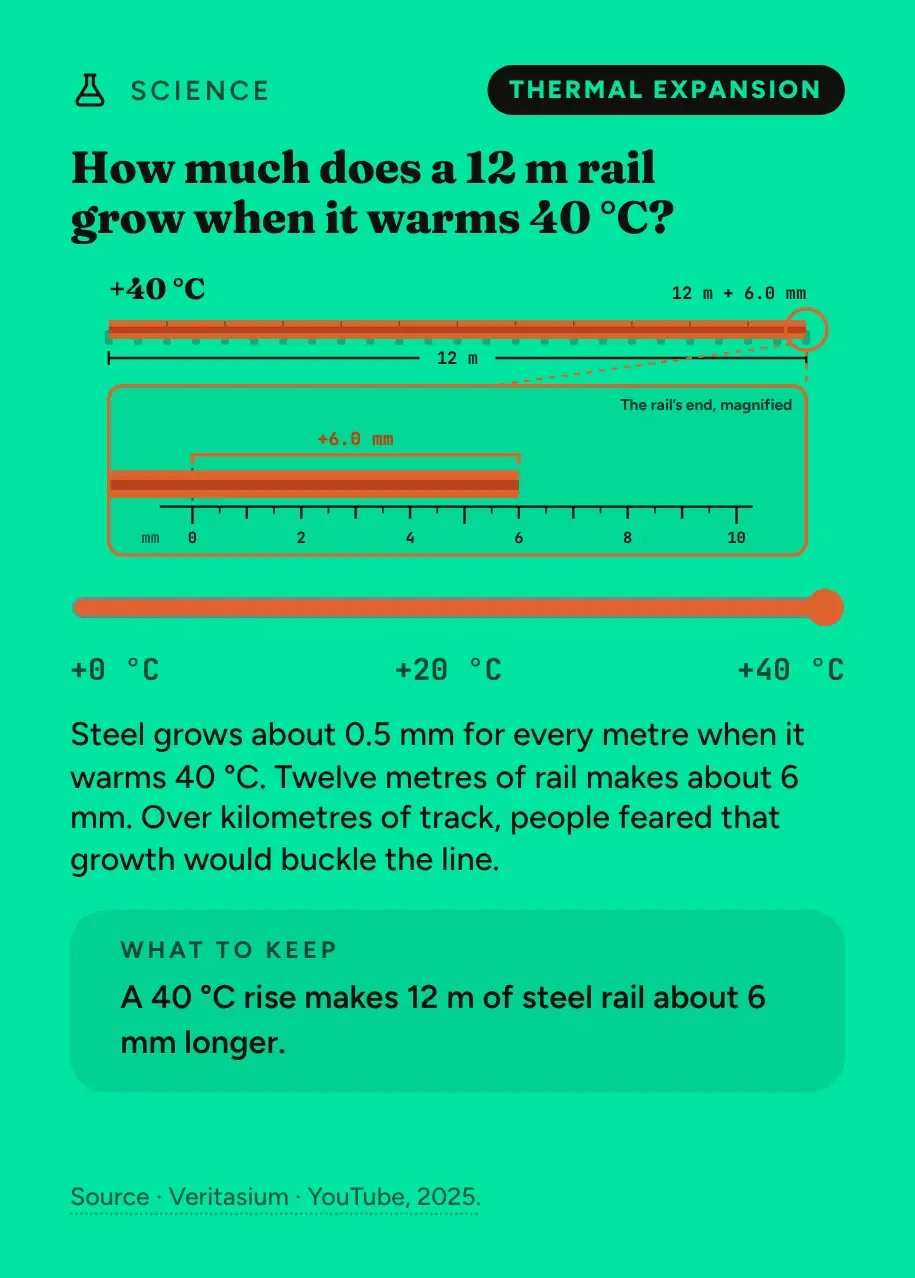 SCIENCE
THERMAL EXPANSION
How much does a 12 m rail
grow when it warms 40 °C?
+40 °C
12 m + 6.0 mm
12 m
The rail's end, magnified
+6.0 mm
mm 0 2 4 6 8 10
+0 °C +20 °C +40 °C
Steel grows about 0.5 mm for every metre when it
warms 40 °C. Twelve metres of rail makes about 6
mm. Over kilometres of track, people feared that
growth would buckle the line.
WHAT TO KEEP
A 40 °C rise makes 12 m of steel rail about 6
mm longer.
Source · Veritasium · YouTube, 2025.